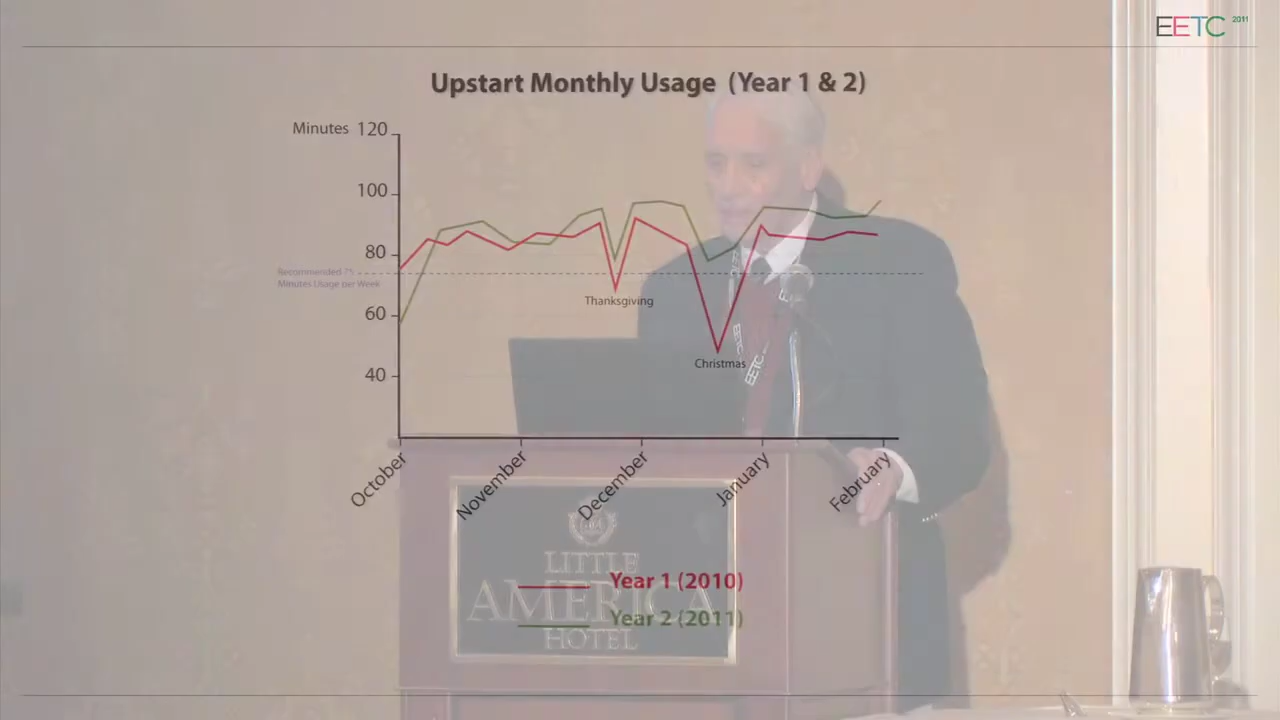 EETC 2011
Upstart Monthly Usage (Year 1 & 2)
Minutes 120
100
80
Recommended 75
Minutes Usage per Week
60
40
Thanksgiving
Christmas
October
November
December
January
February
EETC
LITTLE
AMERICA
HOTEL
Year 1 (2010)
Year 2 (2011)